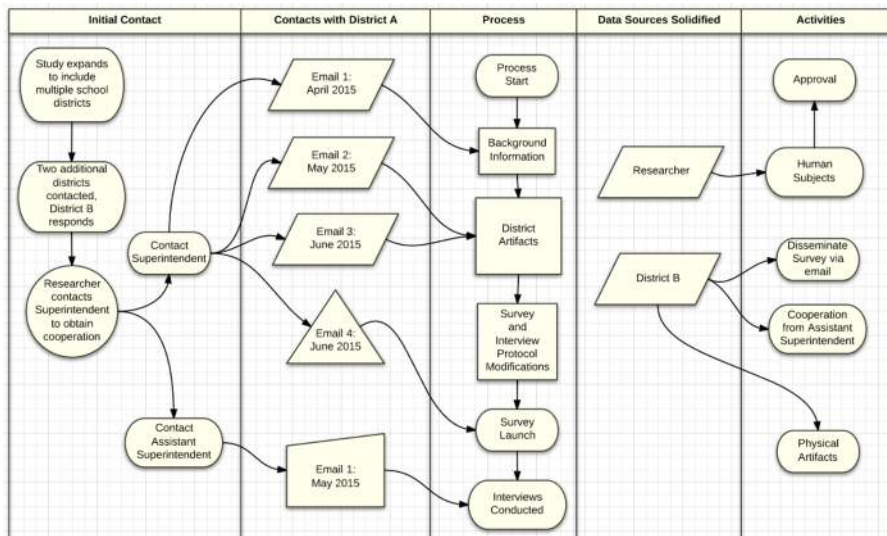 Initial Contact
Contacts with District A
Process
Data Sources Solidified
Activities
Study expands
to include
multiple school
districts
Two additional
districts
contacted,
District B
responds
Researcher
contacts
Superintendent
to obtain
cooperation
Contact
Superintendent
Contact
Assistant
Superintendent
Email 1:
April 2015
Email 2:
May 2015
Email 3:
June 2015
Email 4:
June 2015
Email 1:
May 2015
Process
Start
Background
Information
District
Artifacts
Survey
and
Interview
Protocol
Modifications
Survey
Launch
Interviews
Conducted
Researcher
District B
Approval
Human
Subjects
Disseminate
Survey via
email
Cooperation
from Assistant
Superintendent
Physical
Artifacts